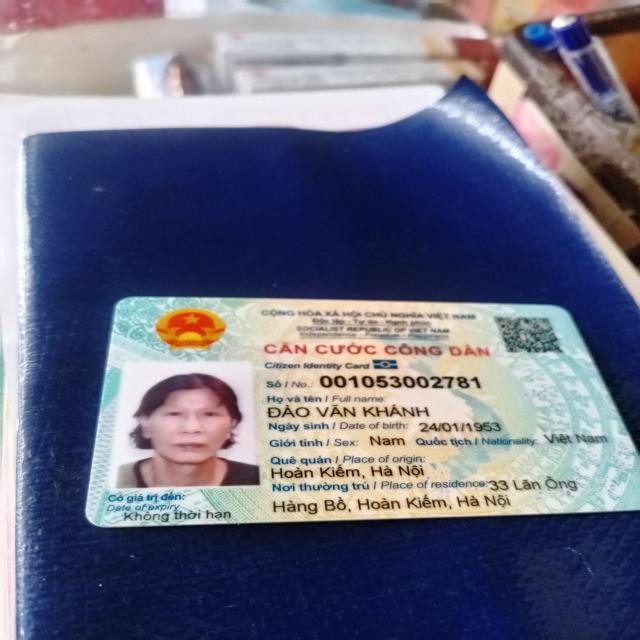 CỘNG HÒA XÃ HỘI CHỦ NGHĨA VIỆT NAM
Độc lập - Tự do - Hạnh phúc
SOCIALIST REPUBLIC OF VIET NAM
Independence - Freedom - Happiness
CĂN CƯỚC CÔNG DÂN
Citizen Identity Card
Số / No.: 001053002781
Họ và tên / Full name:
ĐÀO VĂN KHÁNH
Ngày sinh / Date of birth: 24/01/1953
Giới tính / Sex: Nam Quốc tịch / Nationality: Việt Nam
Quê quán / Place of origin:
Hoàn Kiếm, Hà Nội
Nơi thường trú / Place of residence: 33 Lãn Ông
Hàng Bồ, Hoàn Kiếm, Hà Nội
Có giá trị đến:
Date of expiry
Không thời hạn